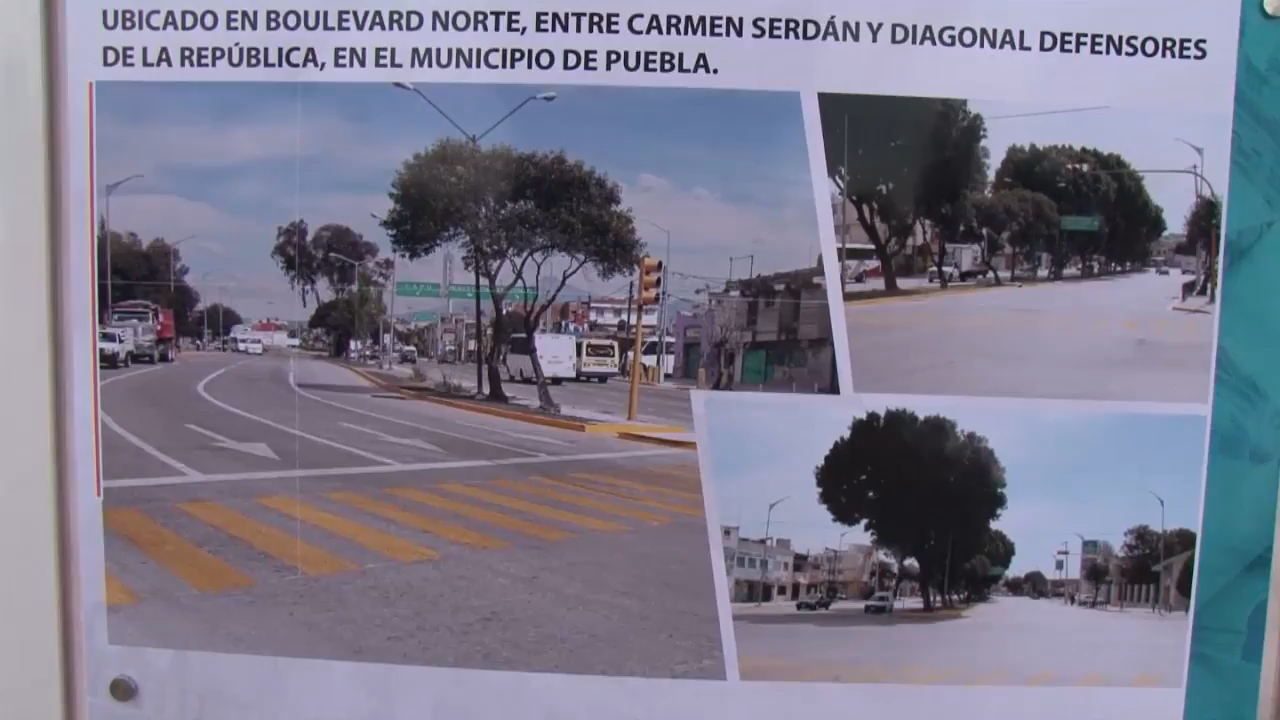 UBICADO EN BOULEVARD NORTE, ENTRE CARMEN SERDÁN Y DIAGONAL DEFENSORES
DE LA REPÚBLICA, EN EL MUNICIPIO DE PUEBLA.